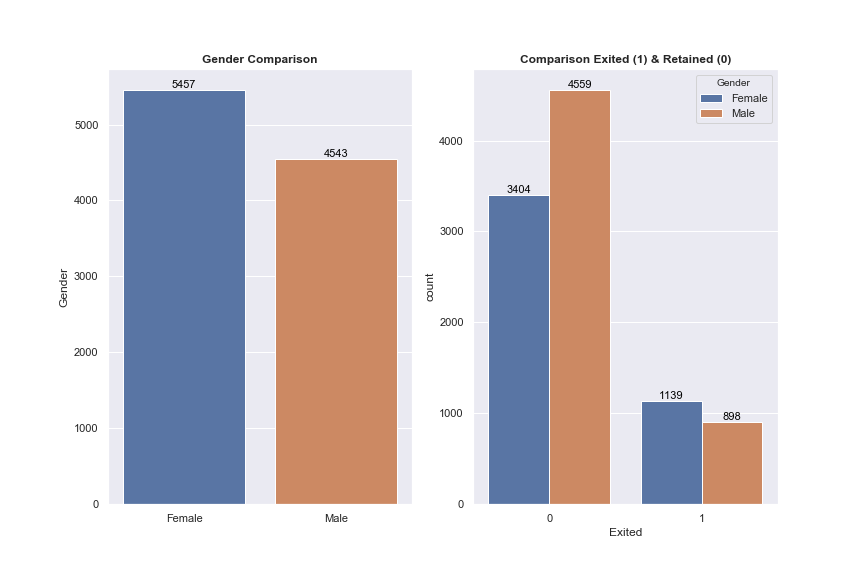 Gender Comparison
5457
4543
5000
4000
3000
2000
1000
0
Gender
Female
Male
Comparison Exited (1) & Retained (0)
Gender
Female
Male
4559
3404
1139
898
4000
3000
2000
1000
0
count
0
1
Exited